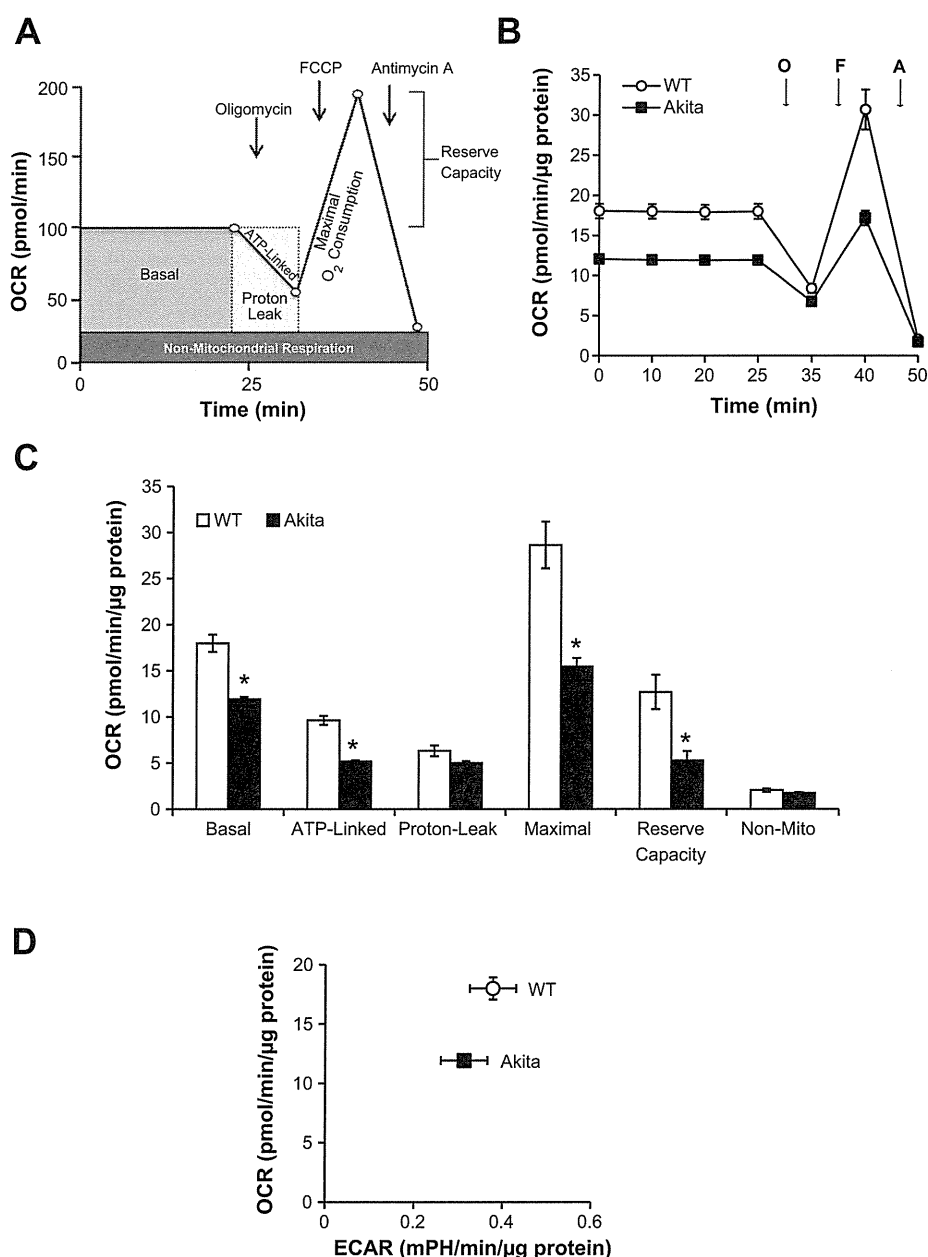 A
FCCP
Antimycin A
Oligomycin
200
150
100
50
0
OCR (pmol/min)
Reserve
Capacity
Maximal
O2 Consumption
ATP-Linked
Basal
Proton
Leak
Non-Mitochondrial Respiration
0
25
50
Time (min)
B
O
F
A
WT
Akita
35
30
25
20
15
10
5
0
OCR (pmol/min/µg protein)
0
10
20
25
35
40
50
Time (min)
C
WT
Akita
35
30
25
20
15
10
5
0
OCR (pmol/min/µg protein)
*
*
*
*
Basal
ATP-Linked
Proton-Leak
Maximal
Reserve
Capacity
Non-Mito
D
20
15
10
5
0
OCR (pmol/min/µg protein)
WT
Akita
0
0.2
0.4
0.6
ECAR (mPH/min/µg protein)